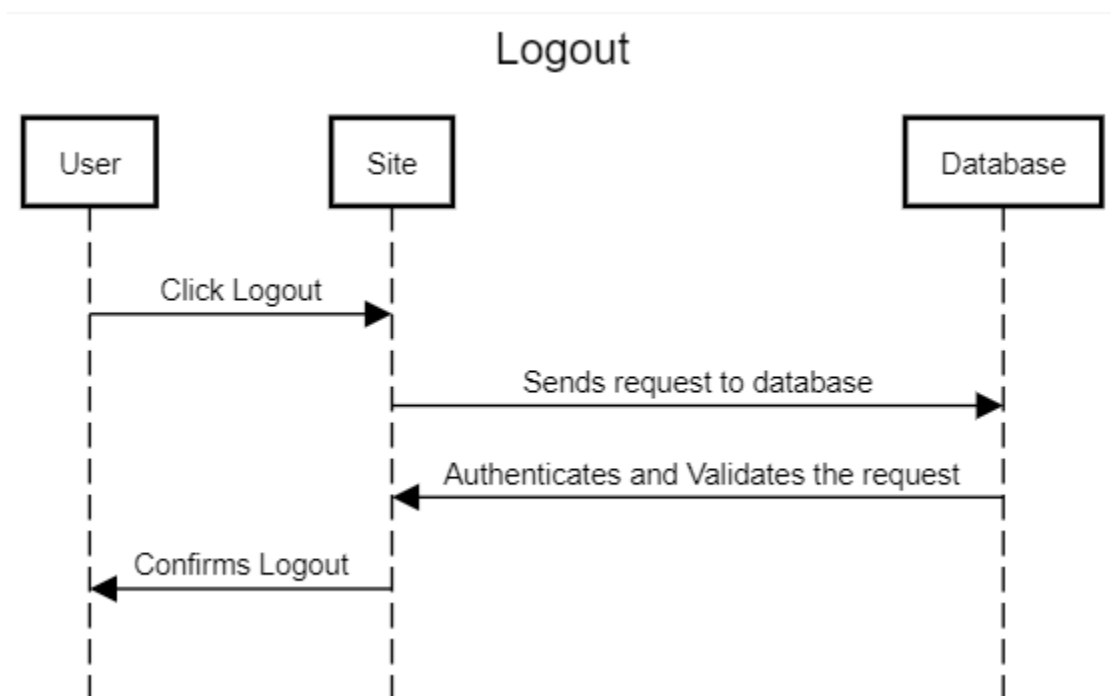 Logout
User
Site
Database
Click Logout
Sends request to database
Authenticates and Validates the request
Confirms Logout